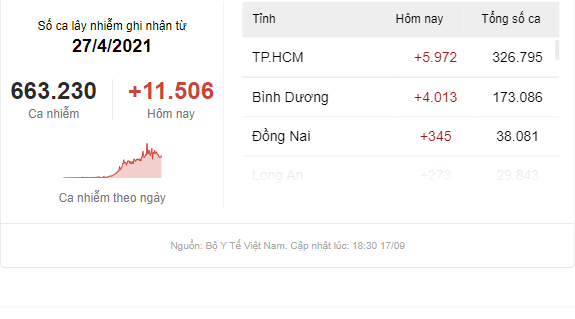 Số ca lây nhiễm ghi nhận từ
27/4/2021
663.230 +11.506
Ca nhiễm Hôm nay
Ca nhiễm theo ngày
Tỉnh Hôm nay Tổng số ca
TP.HCM +5.972 326.795
Bình Dương +4.013 173.086
Đồng Nai +345 38.081
Long An +273 29.843
Nguồn: Bộ Y Tế Việt Nam. Cập nhật lúc: 18:30 17/09